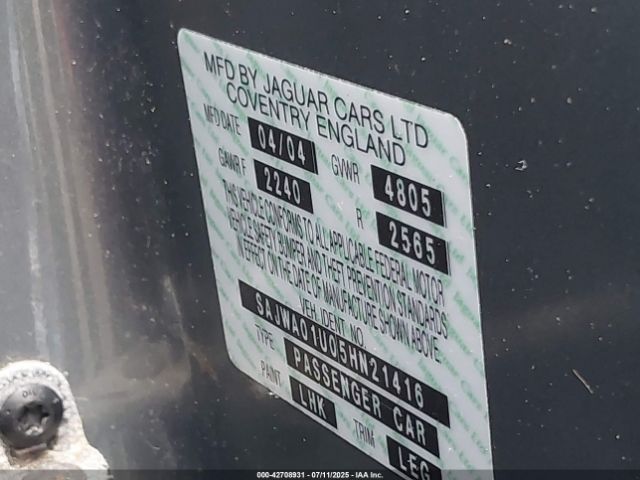 MFD BY JAGUAR CARS LTD
COVENTRY ENGLAND
MFD DATE 04/04 GVWR 4805
GAWR F 2240 R 2565
THIS VEHICLE CONFORMS TO ALL APPLICABLE FEDERAL MOTOR
VEHICLE SAFETY BUMPER AND THEFT PREVENTION STANDARDS
IN EFFECT ON THE DATE OF MANUFACTURE SHOWN ABOVE
VEH. IDENT NO.
SAJWA01U05HN21416
TYPE PASSENGER CAR
PAINT LHK TRIM LEG
000-42708931 - 07/11/2025 - IAA Inc.